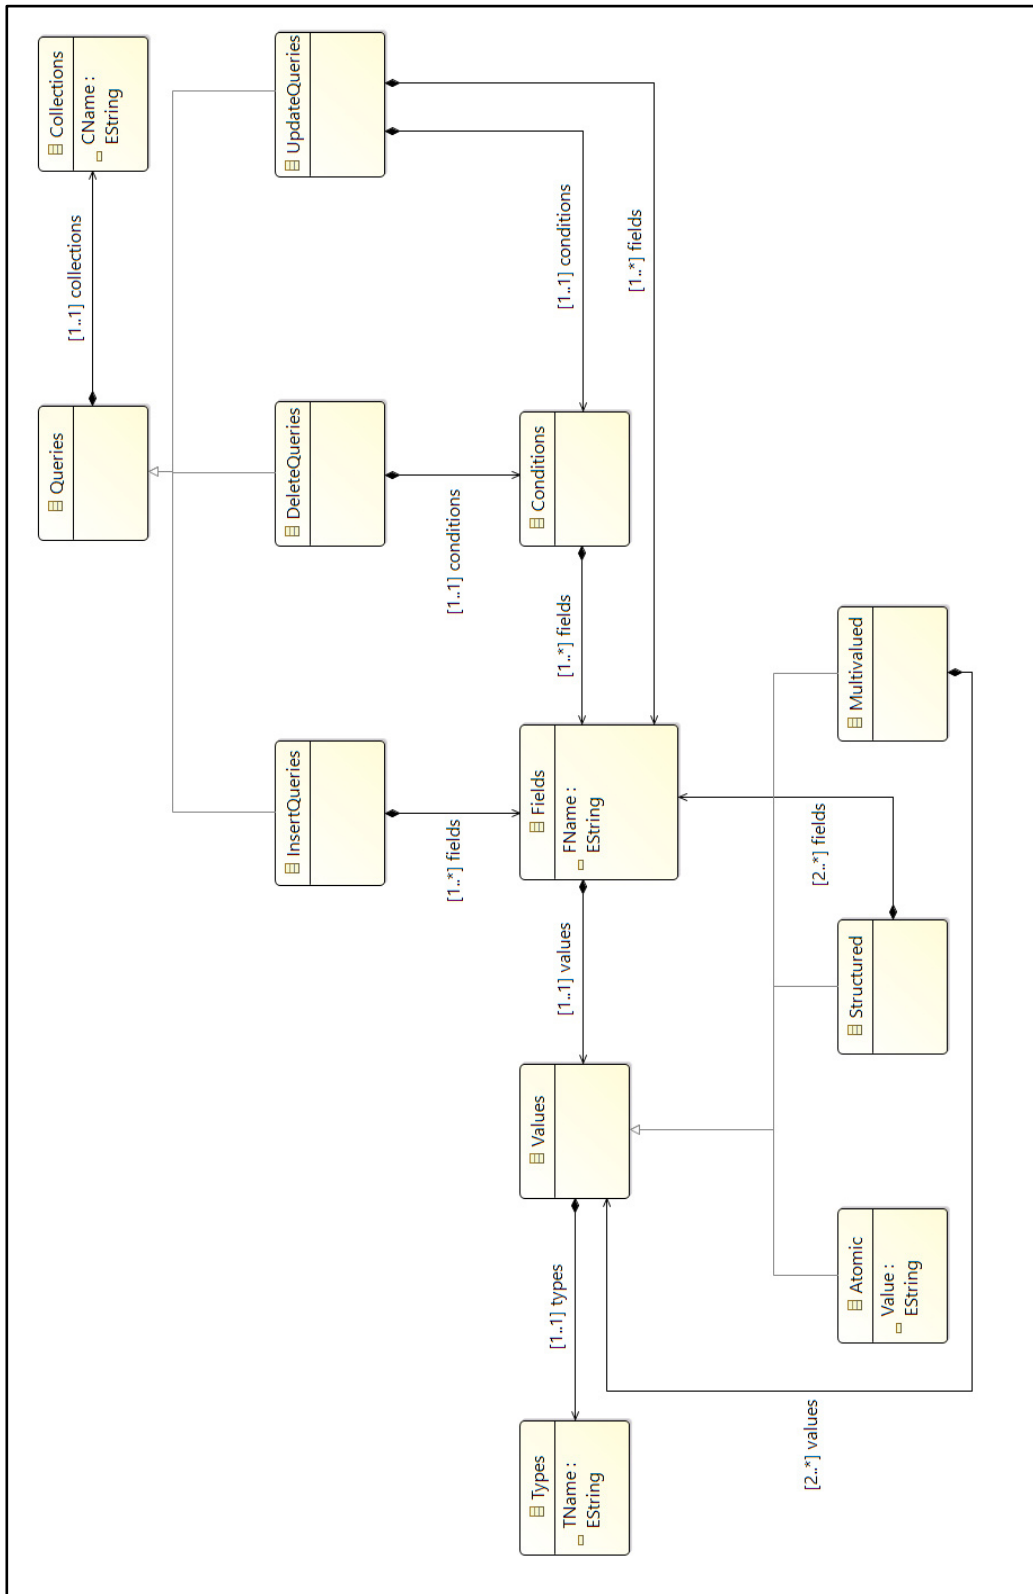 Queries
[1..1] collections
Collections
CName :
EString
InsertQueries
DeleteQueries
UpdateQueries
[1..*] fields
[1..1] conditions
[1..1] conditions
[1..*] fields
Types
TName :
EString
[1..1] types
Values
[1..1] values
Fields
FName :
EString
[1..*] fields
Conditions
[2..*] values
[2..*] fields
Atomic
Value :
EString
Structured
Multivalued